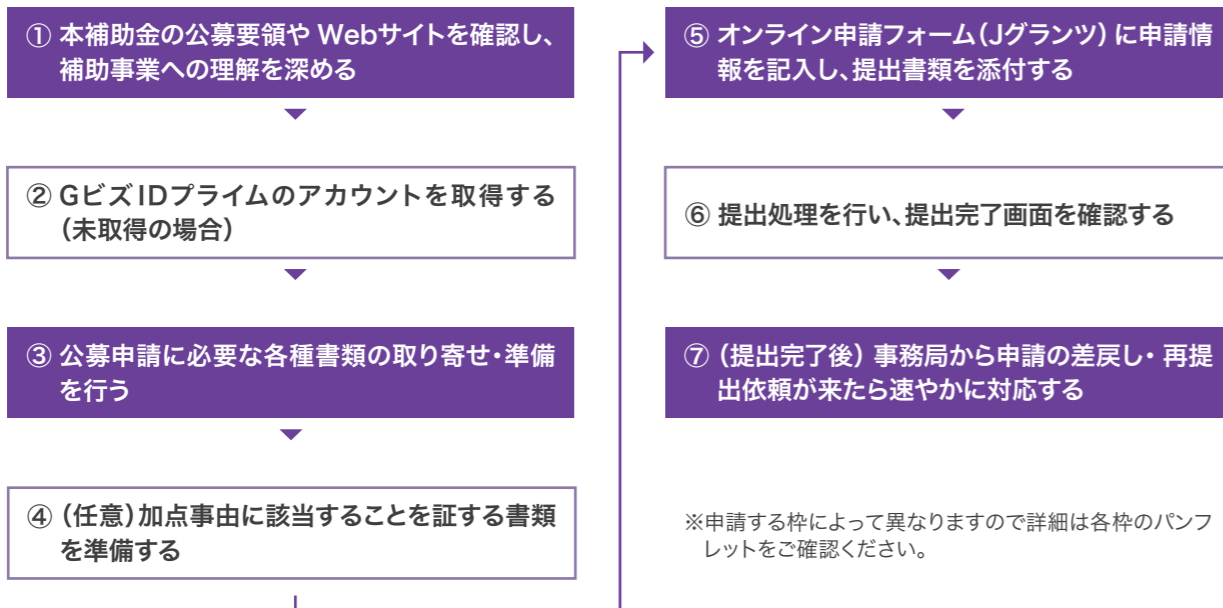 ① 本補助金の公募要領や Webサイトを確認し、
補助事業への理解を深める
② GビズIDプライムのアカウントを取得する
（未取得の場合）
③ 公募申請に必要な各種書類の取り寄せ・準備
を行う
④ （任意）加点事由に該当することを証する書類
を準備する
⑤ オンライン申請フォーム（Jグランツ）に申請情
報を記入し、提出書類を添付する
⑥ 提出処理を行い、提出完了画面を確認する
⑦ （提出完了後）事務局から申請の差戻し・再提
出依頼が来たら速やかに対応する
※申請する枠によって異なりますので詳細は各枠のパンフ
レットをご確認ください。